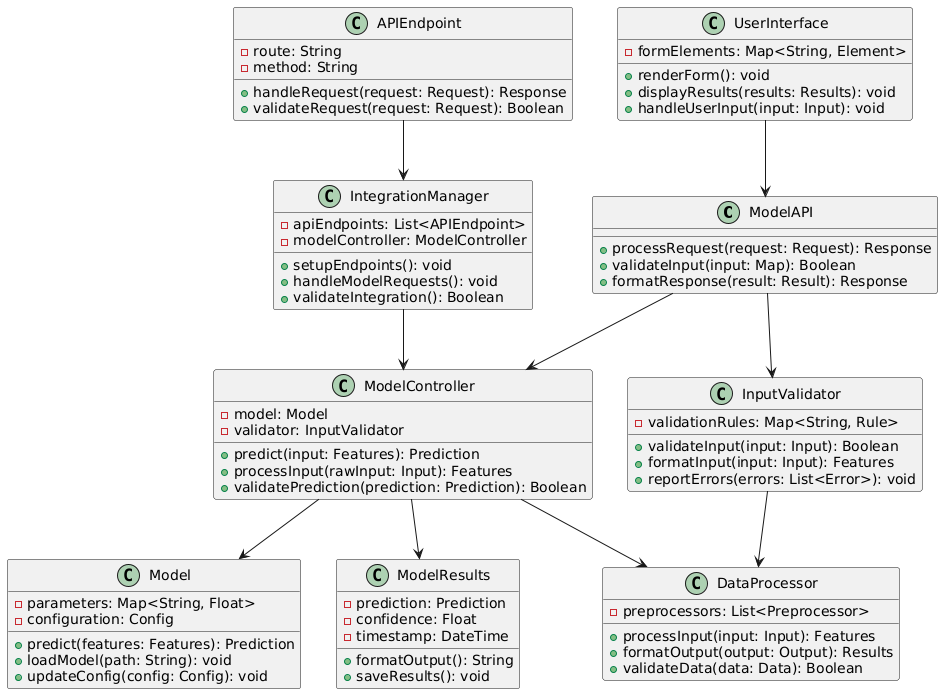 C APIEndpoint
route: String
method: String
handleRequest(request: Request): Response
validateRequest(request: Request): Boolean
C UserInterface
formElements: Map<String, Element>
renderForm(): void
displayResults(results: Results): void
handleUserInput(input: Input): void
C IntegrationManager
apiEndpoints: List<APIEndpoint>
modelController: ModelController
setupEndpoints(): void
handleModelRequests(): void
validateIntegration(): Boolean
C ModelAPI
processRequest(request: Request): Response
validateInput(input: Map): Boolean
formatResponse(result: Result): Response
C ModelController
model: Model
validator: InputValidator
predict(input: Features): Prediction
processInput(rawInput: Input): Features
validatePrediction(prediction: Prediction): Boolean
C InputValidator
validationRules: Map<String, Rule>
validateInput(input: Input): Boolean
formatInput(input: Input): Features
reportErrors(errors: List<Error>): void
C Model
parameters: Map<String, Float>
configuration: Config
predict(features: Features): Prediction
loadModel(path: String): void
updateConfig(config: Config): void
C ModelResults
prediction: Prediction
confidence: Float
timestamp: DateTime
formatOutput(): String
saveResults(): void
C DataProcessor
preprocessors: List<Preprocessor>
processInput(input: Input): Features
formatOutput(output: Output): Results
validateData(data: Data): Boolean